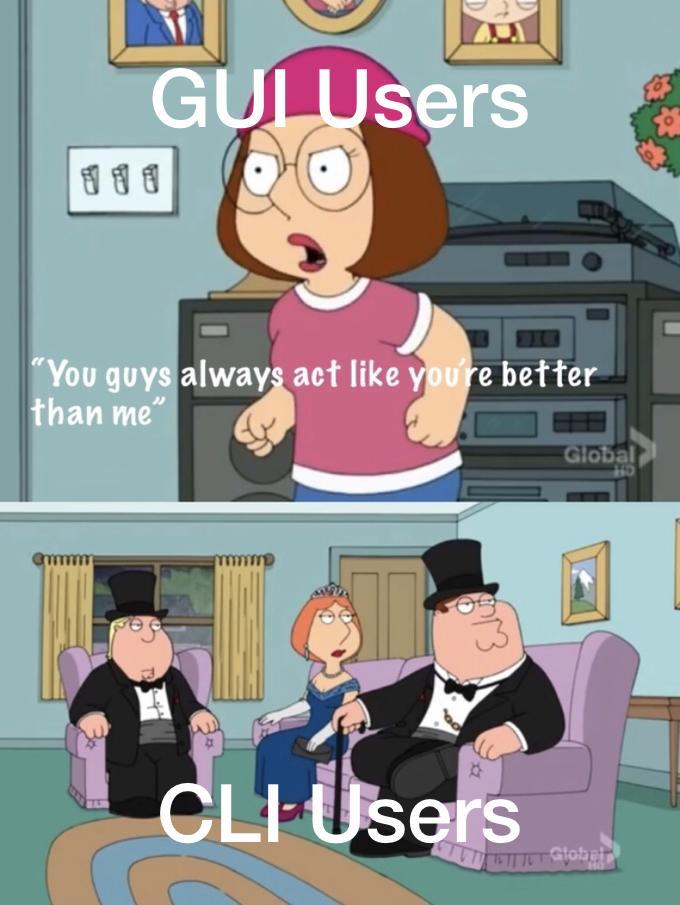 GUI Users
“You guys always act like you're better
than me”
Global
HD
CLI Users
Global
HD